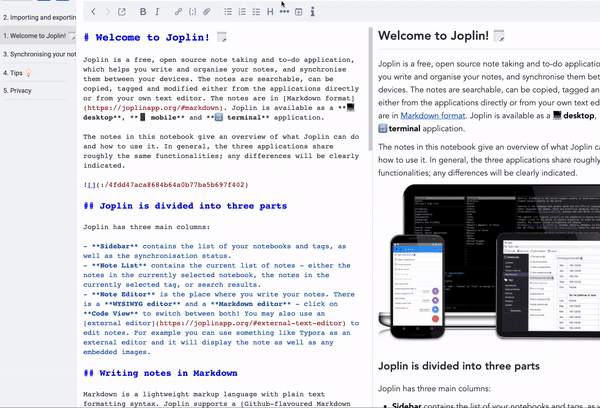 2. Importing and exportin
1. Welcome to Joplin!
3. Synchronising your not
4. Tips
5. Privacy
# Welcome to Joplin!
Joplin is a free, open source note taking and to-do application,
which helps you write and organise your notes, and synchronise
them between your devices. The notes are searchable, can be
copied, tagged and modified either from the applications directly
or from your own text editor. The notes are in [Markdown format]
(https://joplinapp.org/#markdown). Joplin is available as a **
desktop**, ** mobile** and ** terminal** application.
The notes in this notebook give an overview of what Joplin can do
and how to use it. In general, the three applications share
roughly the same functionalities; any differences will be clearly
indicated.
![](:/4fdd47aca8684b64a0b77ba5b697f402)
## Joplin is divided into three parts
Joplin has three main columns:
- **Sidebar** contains the list of your notebooks and tags, as
well as the synchronisation status.
- **Note List** contains the current list of notes - either the
notes in the currently selected notebook, the notes in the
currently selected tag, or search results.
- **Note Editor** is the place where you write your notes. There
is a **WYSIWYG editor** and a **Markdown editor** - click on
**Code View** to switch between both! You may also use an
[external editor](https://joplinapp.org/#external-text-editor) to
edit notes. For example you can use something like Typora as an
external editor and it will display the note as well as any
embedded images.
## Writing notes in Markdown
Markdown is a lightweight markup language with plain text
formatting syntax. Joplin supports a [Github-flavoured Markdown
Welcome to Joplin!
Joplin is a free, open source note taking and to-do applicatio
you write and organise your notes, and synchronise them bet
devices. The notes are searchable, can be copied, tagged an
either from the applications directly or from your own text ed
are in Markdown format. Joplin is available as a desktop,
terminal application.
The notes in this notebook give an overview of what Joplin ca
how to use it. In general, the three applications share roughly
functionalities; any differences will be clearly indicated.
Joplin is divided into three parts
Joplin has three main columns:
Sidebar contains the list of your notebooks and tags, as w